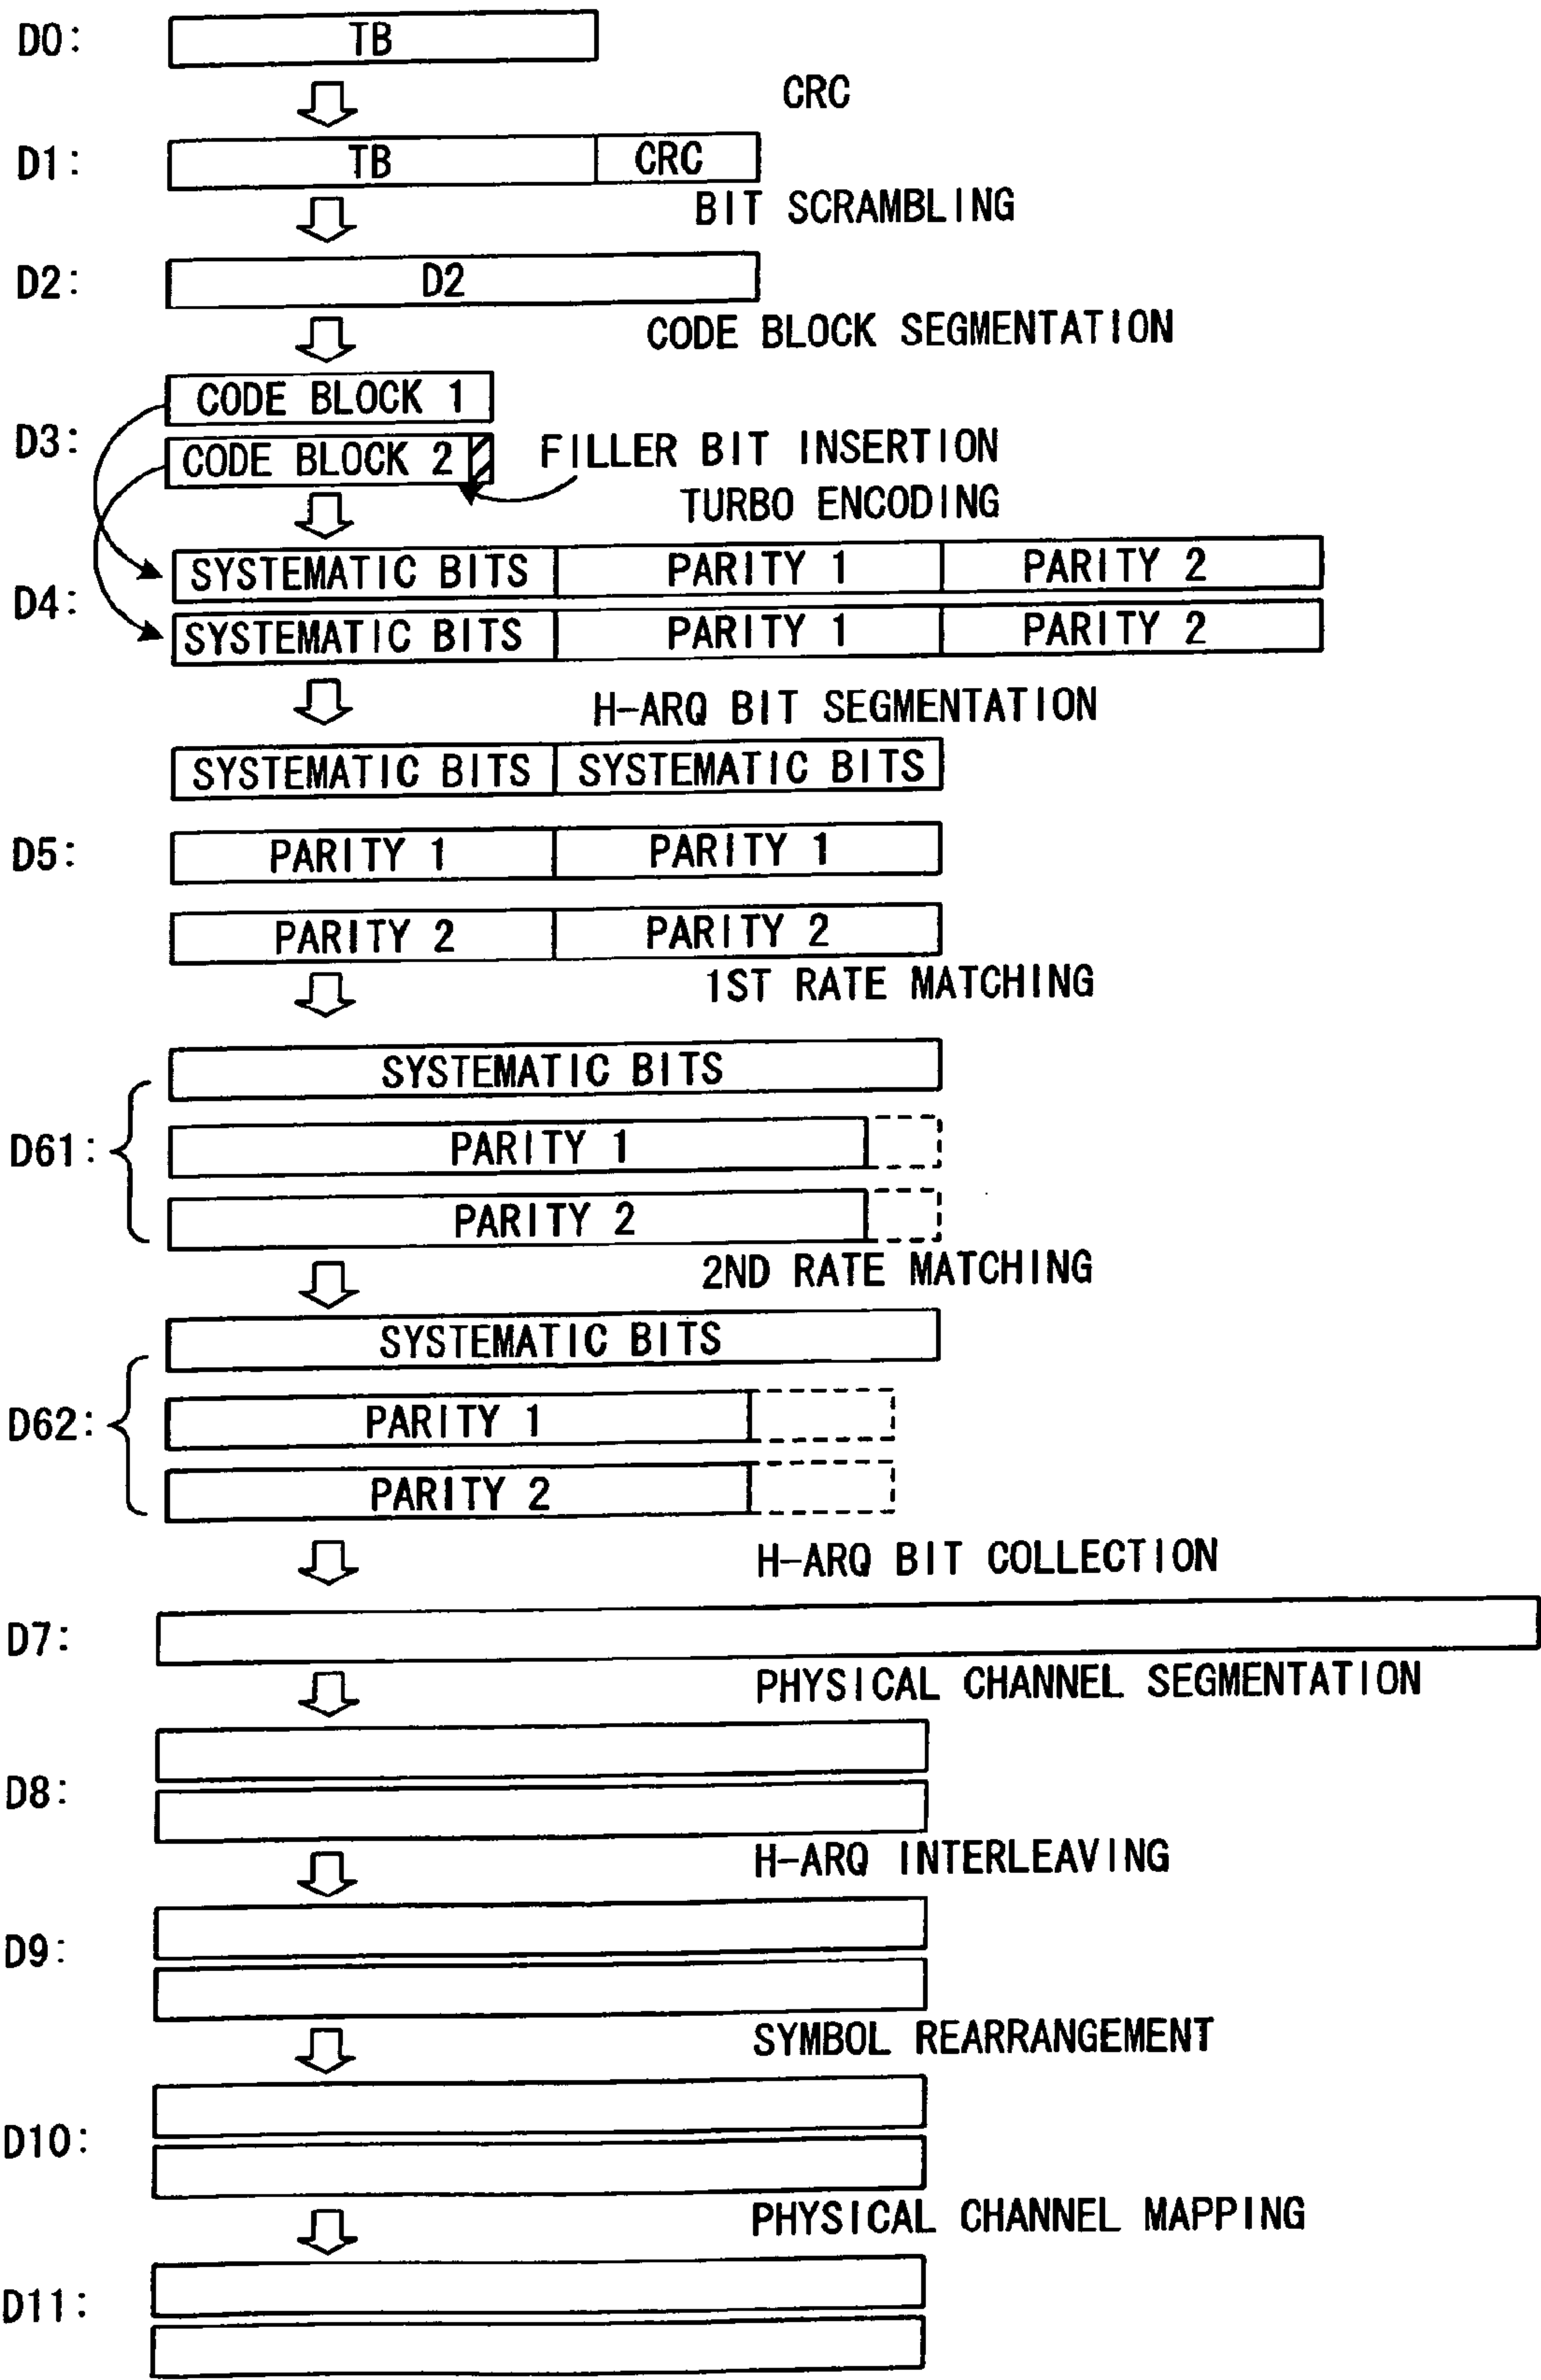 D0: TB
CRC
D1: TB CRC
BIT SCRAMBLING
D2: D2
CODE BLOCK SEGMENTATION
CODE BLOCK 1
D3:
CODE BLOCK 2 FILLER BIT INSERTION
TURBO ENCODING
SYSTEMATIC BITS PARITY 1 PARITY 2
D4:
SYSTEMATIC BITS PARITY 1 PARITY 2
H-ARQ BIT SEGMENTATION
SYSTEMATIC BITS SYSTEMATIC BITS
D5: PARITY 1 PARITY 1
PARITY 2 PARITY 2
1ST RATE MATCHING
SYSTEMATIC BITS
D61: PARITY 1
PARITY 2
2ND RATE MATCHING
SYSTEMATIC BITS
D62: PARITY 1
PARITY 2
H-ARQ BIT COLLECTION
D7:
PHYSICAL CHANNEL SEGMENTATION
D8:
H-ARQ INTERLEAVING
D9:
SYMBOL REARRANGEMENT
D10:
PHYSICAL CHANNEL MAPPING
D11: